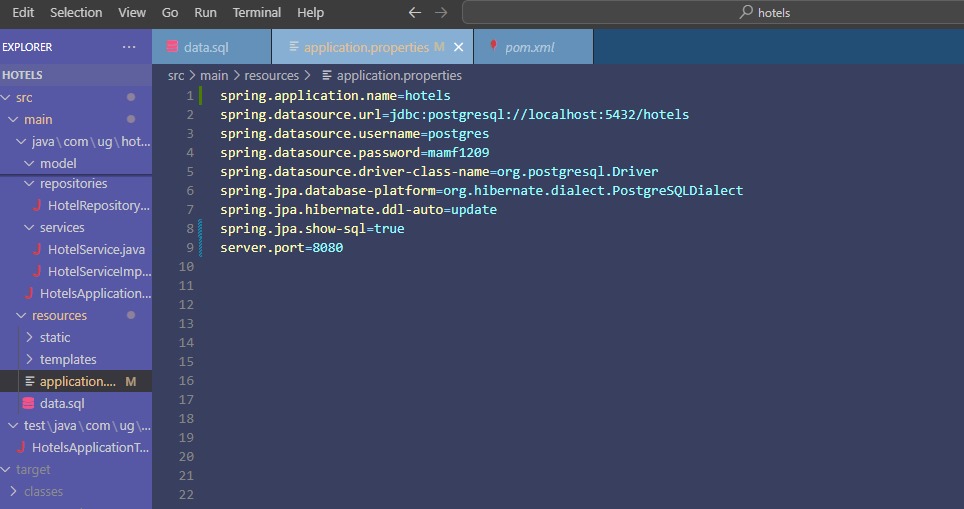 Edit Selection View Go Run Terminal Help ← → hotels
EXPLORER ···
data.sql application.properties M × pom.xml
HOTELS
src > main > resources > application.properties
src
main
java\com\ug\hot...
model
repositories
HotelRepository...
services
HotelService.java
HotelServiceImp...
HotelsApplication...
resources
static
templates
application.... M
data.sql
test\java\com\ug\...
HotelsApplicationT...
target
classes
1 spring.application.name=hotels
2 spring.datasource.url=jdbc:postgresql://localhost:5432/hotels
3 spring.datasource.username=postgres
4 spring.datasource.password=mamf1209
5 spring.datasource.driver-class-name=org.postgresql.Driver
6 spring.jpa.database-platform=org.hibernate.dialect.PostgreSQLDialect
7 spring.jpa.hibernate.ddl-auto=update
8 spring.jpa.show-sql=true
9 server.port=8080
10
11
12
13
14
15
16
17
18
19
20
21
22